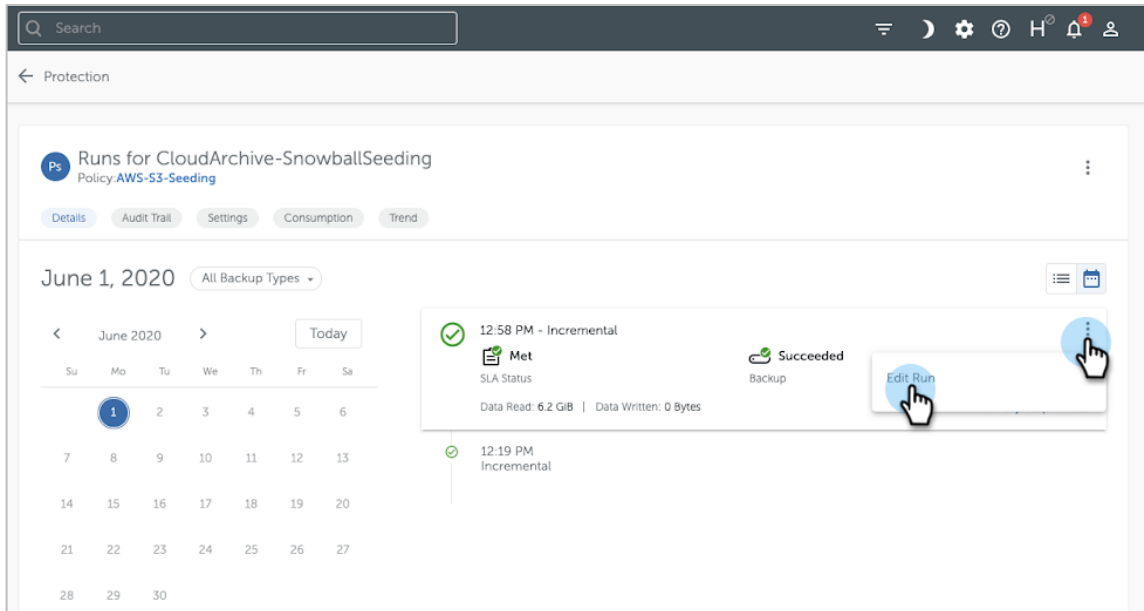 Search
H
1
Protection
Ps
Runs for CloudArchive-SnowballSeeding
Policy:AWS-S3-Seeding
Details Audit Trail Settings Consumption Trend
June 1, 2020 All Backup Types
June 2020 Today
Su Mo Tu We Th Fr Sa
1 2 3 4 5 6
7 8 9 10 11 12 13
14 15 16 17 18 19 20
21 22 23 24 25 26 27
28 29 30
12:58 PM - Incremental
Met
SLA Status
Succeeded
Backup
Edit Run
Data Read: 6.2 GiB | Data Written: 0 Bytes
12:19 PM
Incremental